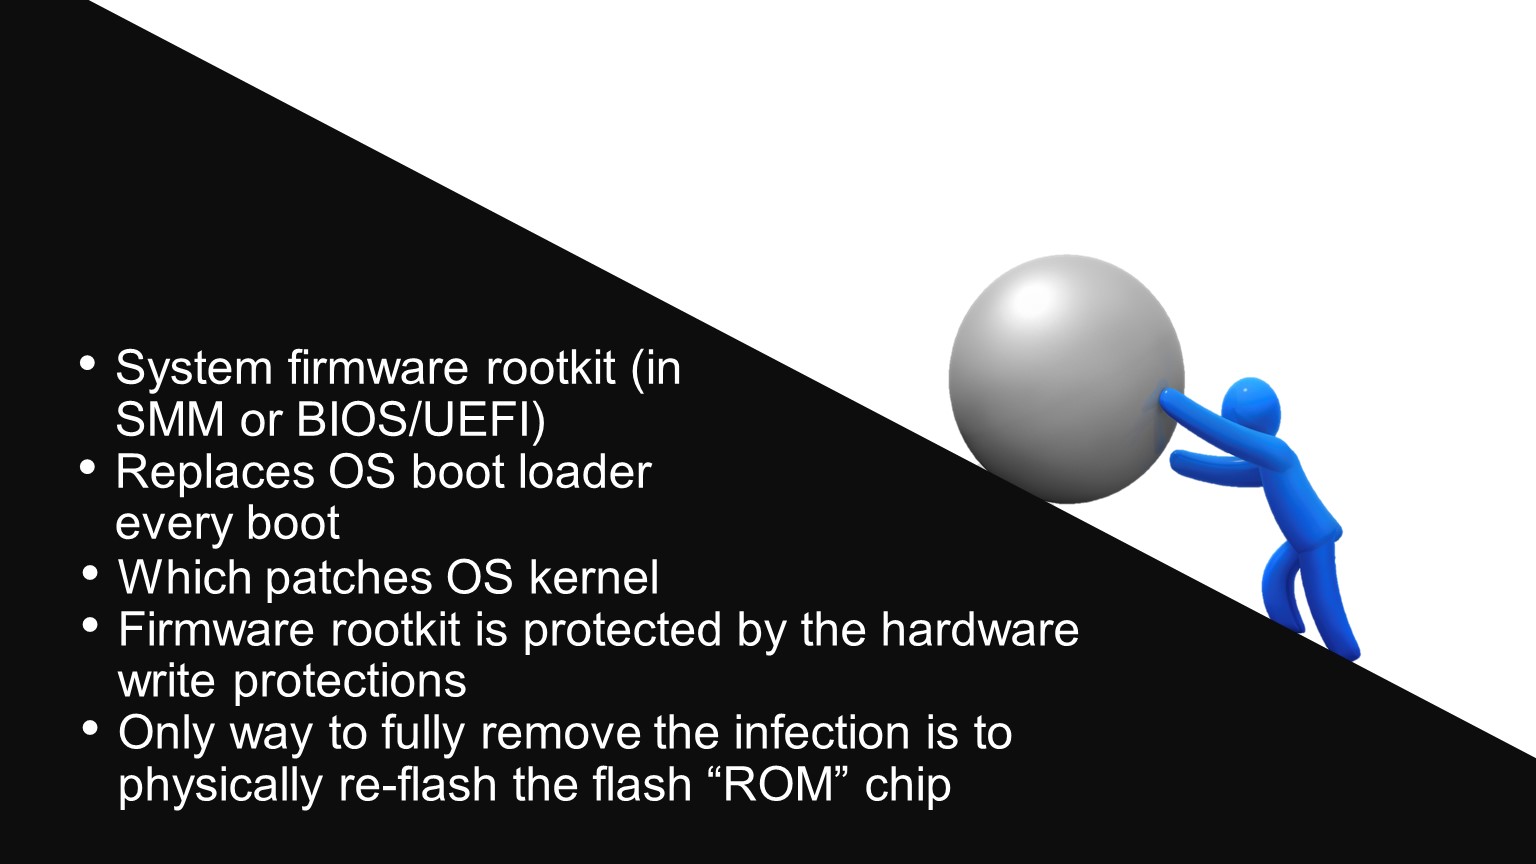 • System firmware rootkit (in
SMM or BIOS/UEFI)
• Replaces OS boot loader
every boot
• Which patches OS kernel
• Firmware rootkit is protected by the hardware
write protections
• Only way to fully remove the infection is to
physically re-flash the flash “ROM” chip